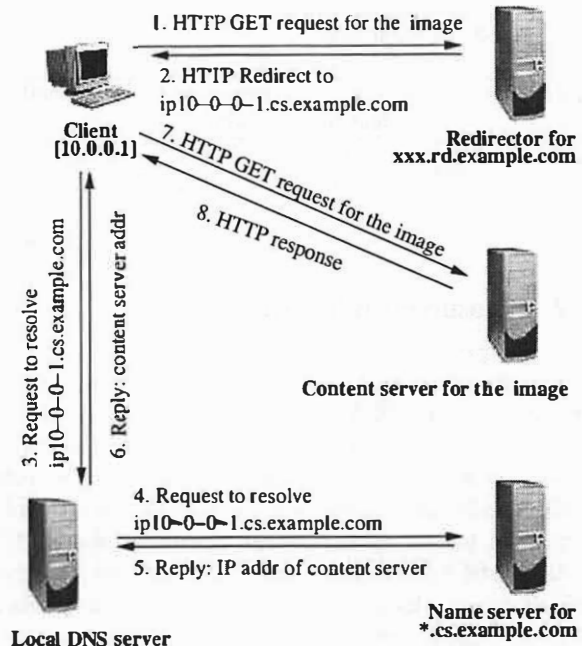 1. HTTP GET request for the image
2. HTTP Redirect to
ip10-0-0-1.cs.example.com
Client
[10.0.0.1]
Redirector for
xxx.rd.example.com
7. HTTP GET request for the image
8. HTTP response
Content server for the image
3. Request to resolve
ip10-0-0-1.cs.example.com
6. Reply: content server addr
4. Request to resolve
ip10-0-0-1.cs.example.com
5. Reply: IP addr of content server
Local DNS server
Name server for
*.cs.example.com